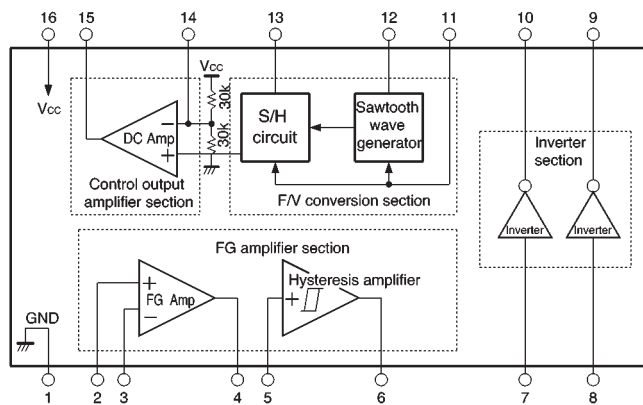 16 15 14 13 12 11 10 9
Vcc
Vcc
30k
30k
DC Amp
−
+
Control output
amplifier section
S/H
circuit
Sawtooth
wave
generator
F/V conversion section
Inverter
section
Inverter
Inverter
FG amplifier section
FG Amp
+
−
Hysteresis amplifier
+
GND
1 2 3 4 5 6 7 8